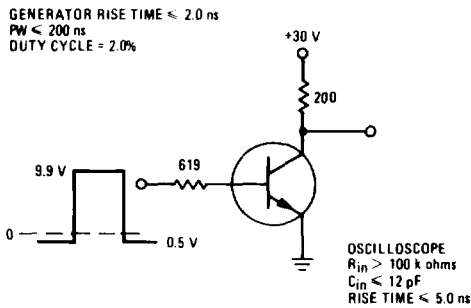 GENERATOR RISE TIME ≤ 2.0 ns
PW ≤ 200 ns
DUTY CYCLE = 2.0%
+30 V
200
619
9.9 V
0
0.5 V
OSCILLOSCOPE
Rin > 100 k ohms
Cin ≤ 12 pF
RISE TIME ≤ 5.0 ns